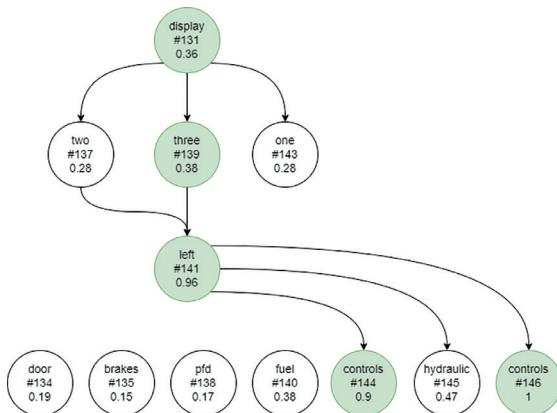 display
#131
0.36
two
#137
0.28
three
#139
0.38
one
#143
0.28
left
#141
0.96
door
#134
0.19
brakes
#135
0.15
pfd
#138
0.17
fuel
#140
0.38
controls
#144
0.9
hydraulic
#145
0.47
controls
#146
1